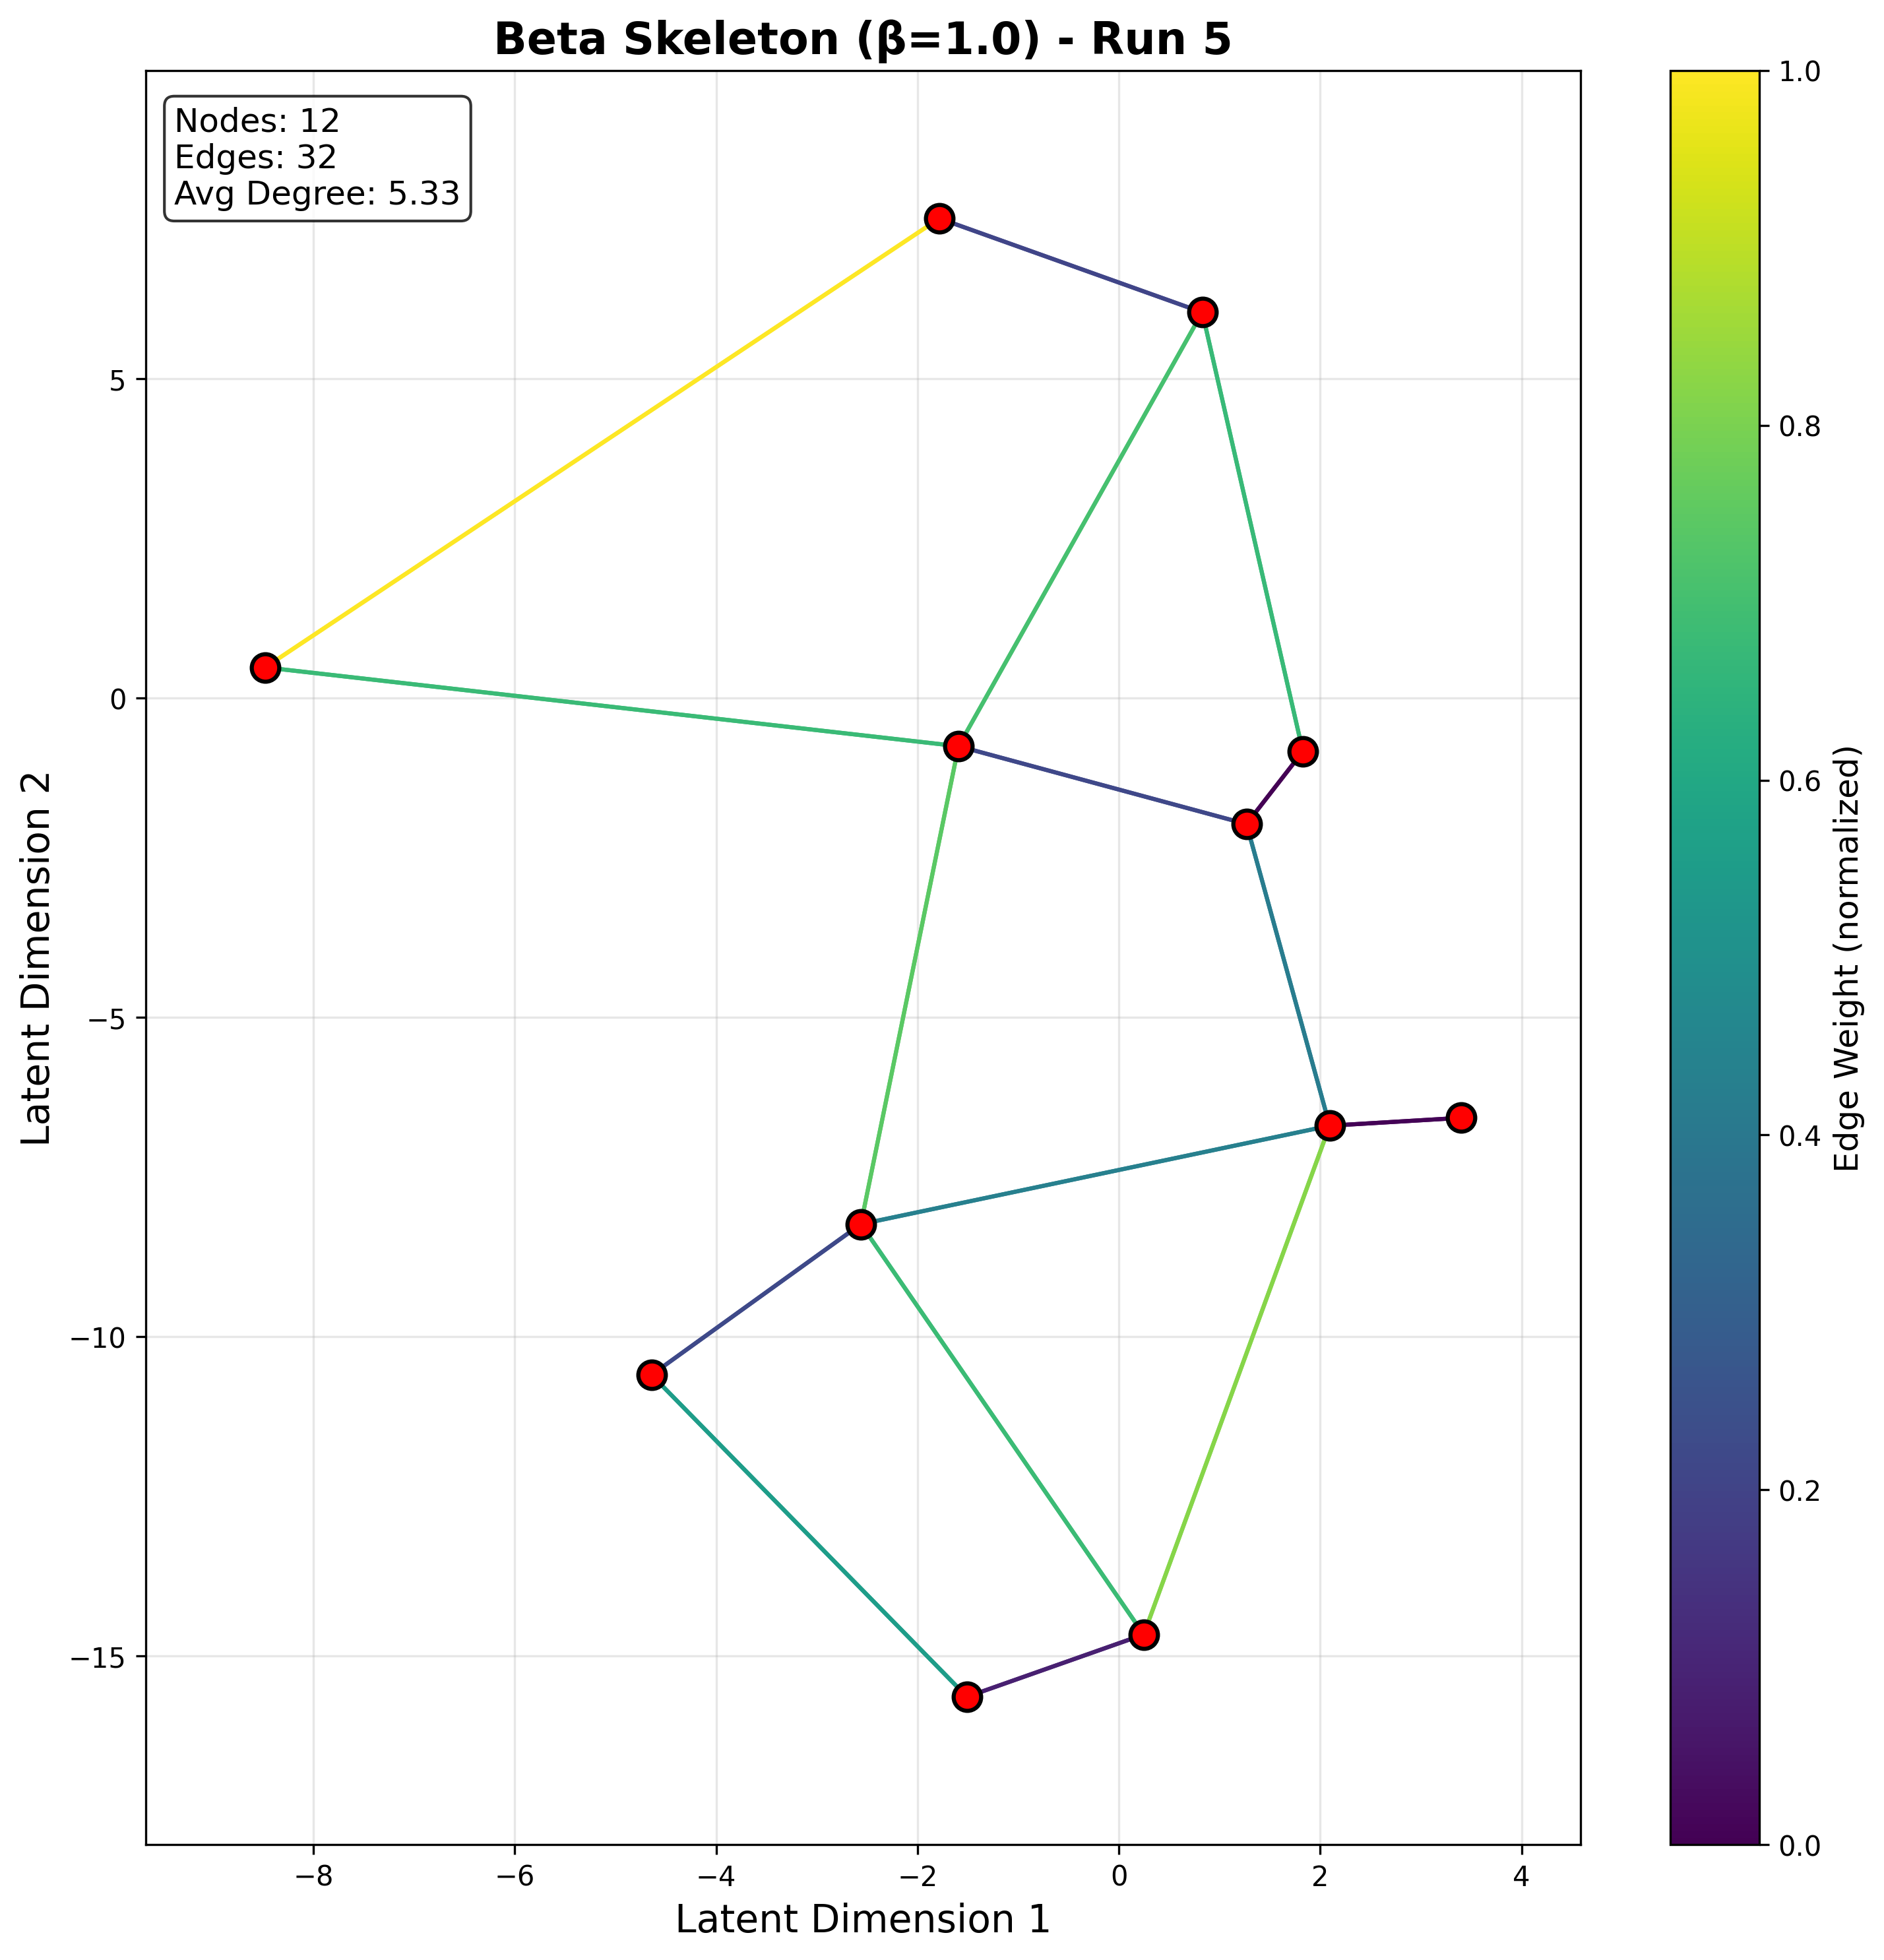 Beta Skeleton (β=1.0) - Run 5
Nodes: 12
Edges: 32
Avg Degree: 5.33
5
0
−5
−10
−15
Latent Dimension 2
−8
−6
−4
−2
0
2
4
Latent Dimension 1
1.0
0.8
0.6
0.4
0.2
0.0
Edge Weight (normalized)